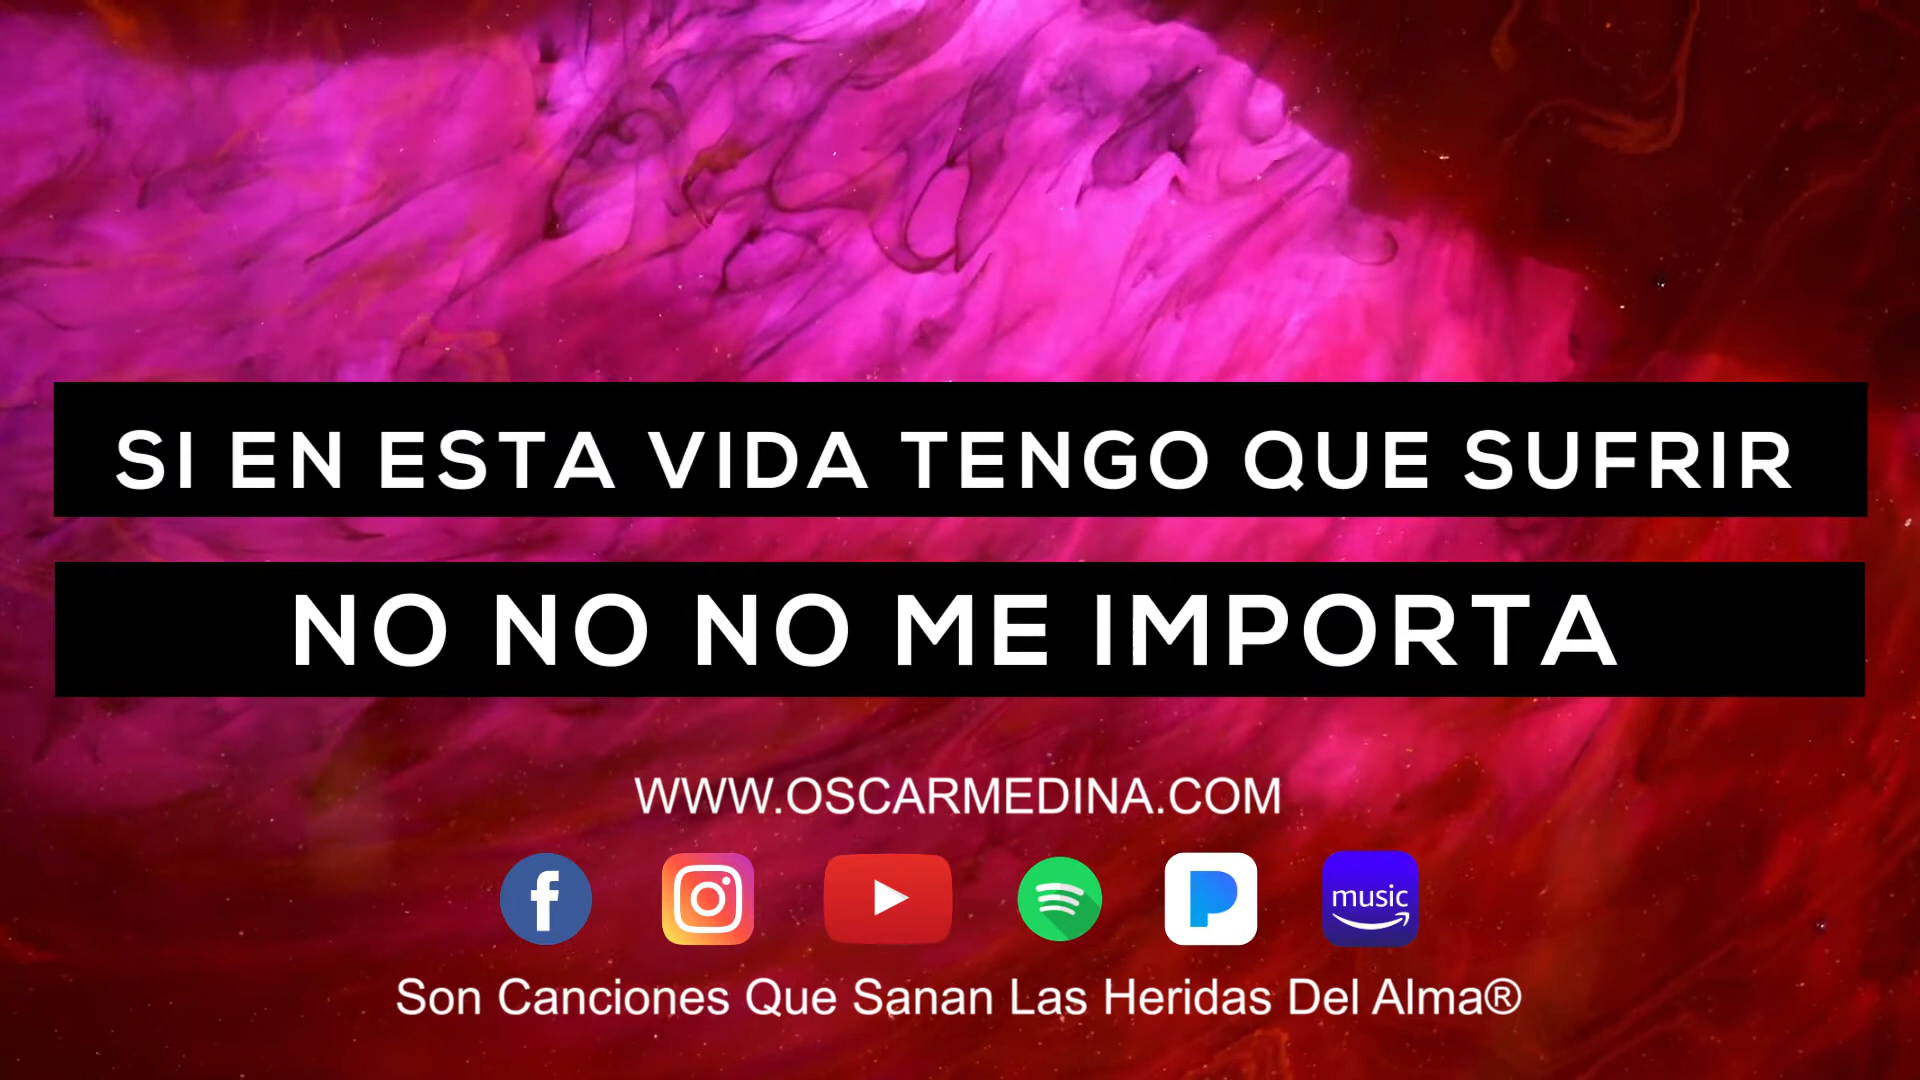 SI EN ESTA VIDA TENGO QUE SUFRIR
NO NO NO ME IMPORTA
WWW.OSCARMEDINA.COM
music
Son Canciones Que Sanan Las Heridas Del Alma®